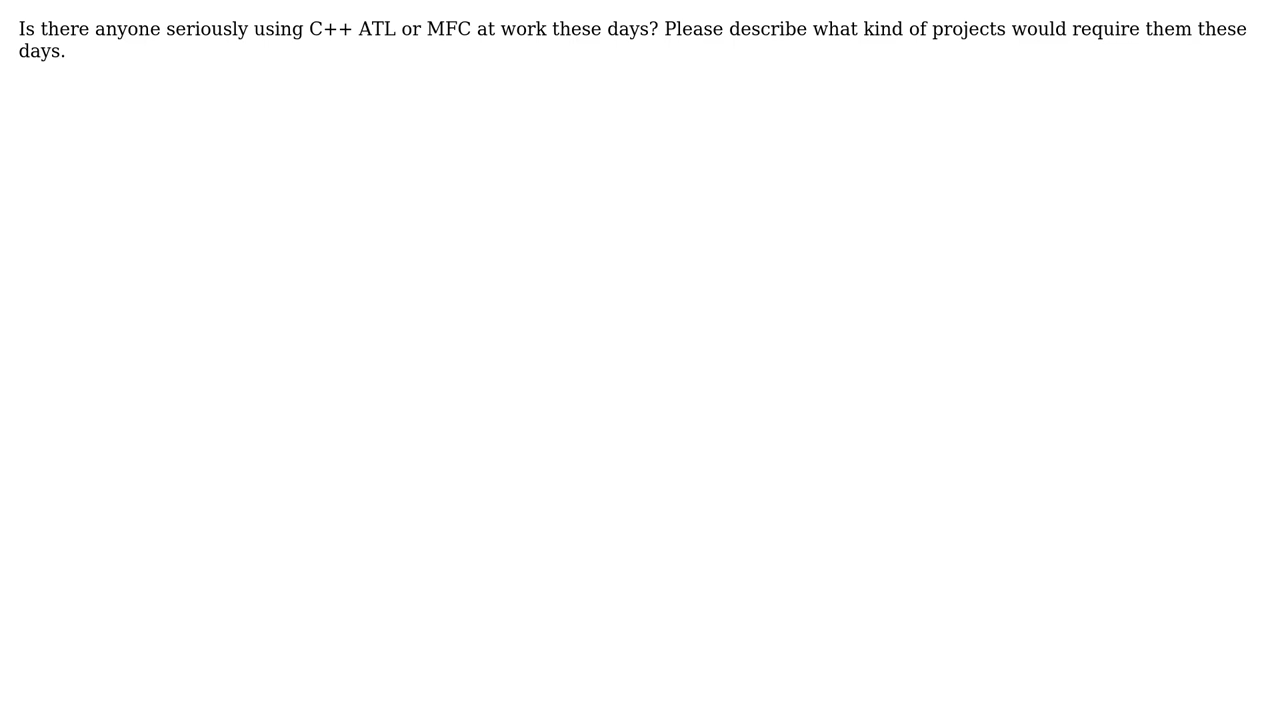 Is there anyone seriously using C++ ATL or MFC at work these days? Please describe what kind of projects would require them these
days.